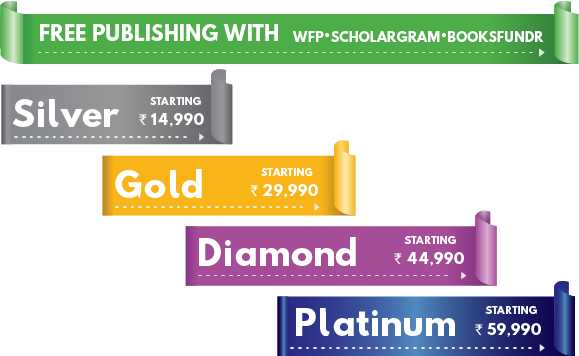 FREE PUBLISHING WITH WFP•SCHOLARGRAM•BOOKSFUNDR
Silver STARTING
₹ 14,990
Gold STARTING
₹ 29,990
Diamond STARTING
₹ 44,990
Platinum STARTING
₹ 59,990